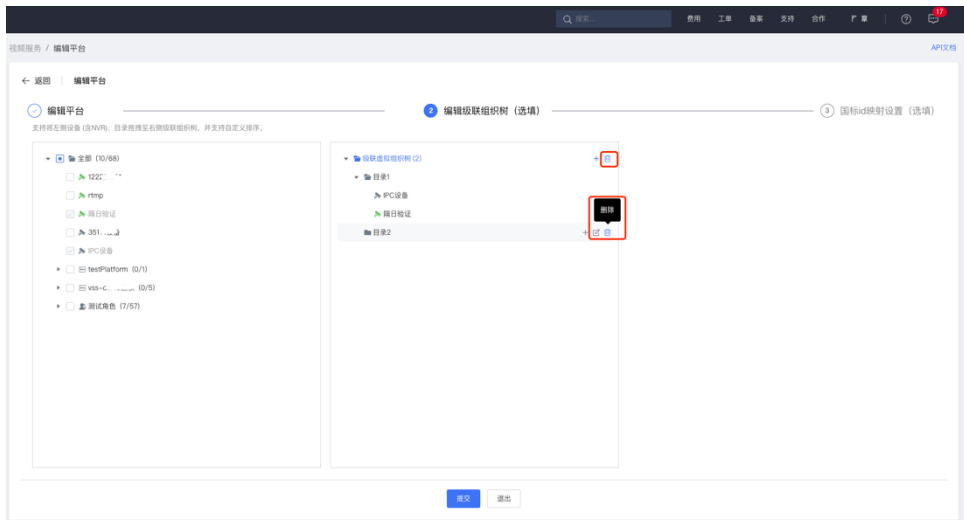 搜索...
费用 工单 备案 支持 合作
17
视频服务 / 编辑平台
API文档
← 返回 编辑平台
编辑平台
2 编辑级联组织树（选填）
3 国标id映射设置（选填）
支持将左侧设备 (含NVR)、目录拖拽至右侧级联组织树，并支持自定义排序。
全部 (10/68)
rtmp
隔日验证
IPC设备
testPlatform (0/1)
(0/5)
测试角色 (7/57)
级联虚拟组织树 (2)
目录1
IPC设备
隔日验证
删除
目录2
提交
退出